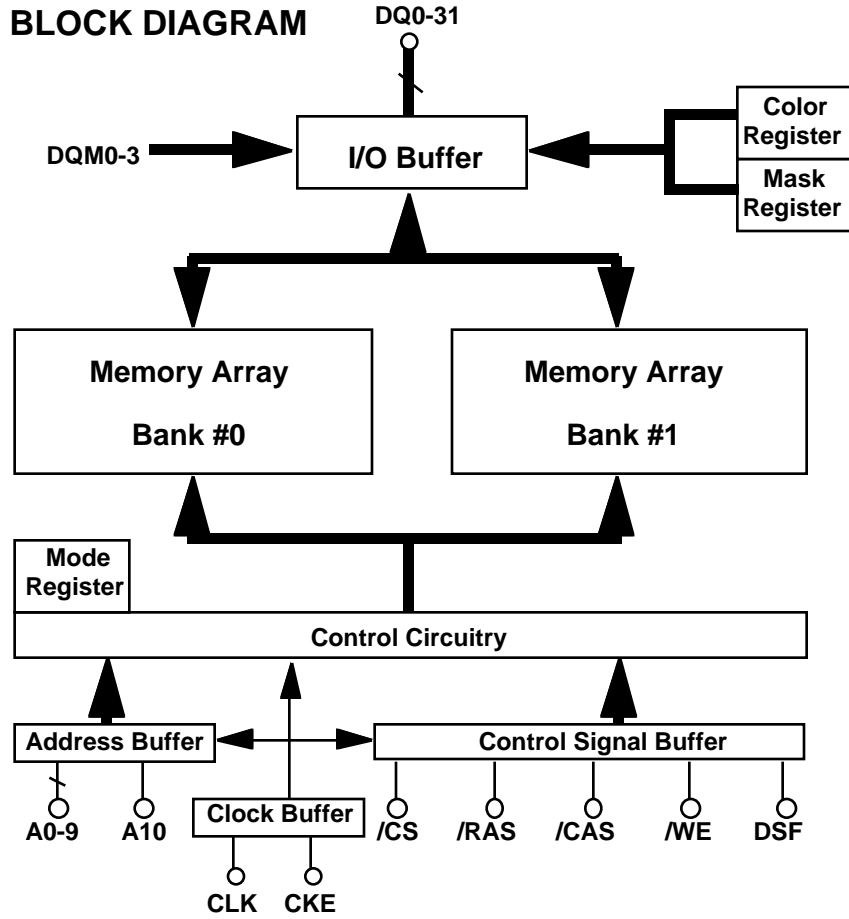 BLOCK DIAGRAM
DQ0-31
DQM0-3
I/O Buffer
Color
Register
Mask
Register
Memory Array
Bank #0
Memory Array
Bank #1
Mode
Register
Control Circuitry
Address Buffer
Control Signal Buffer
Clock Buffer
A0-9
A10
/CS
/RAS
/CAS
/WE
DSF
CLK
CKE